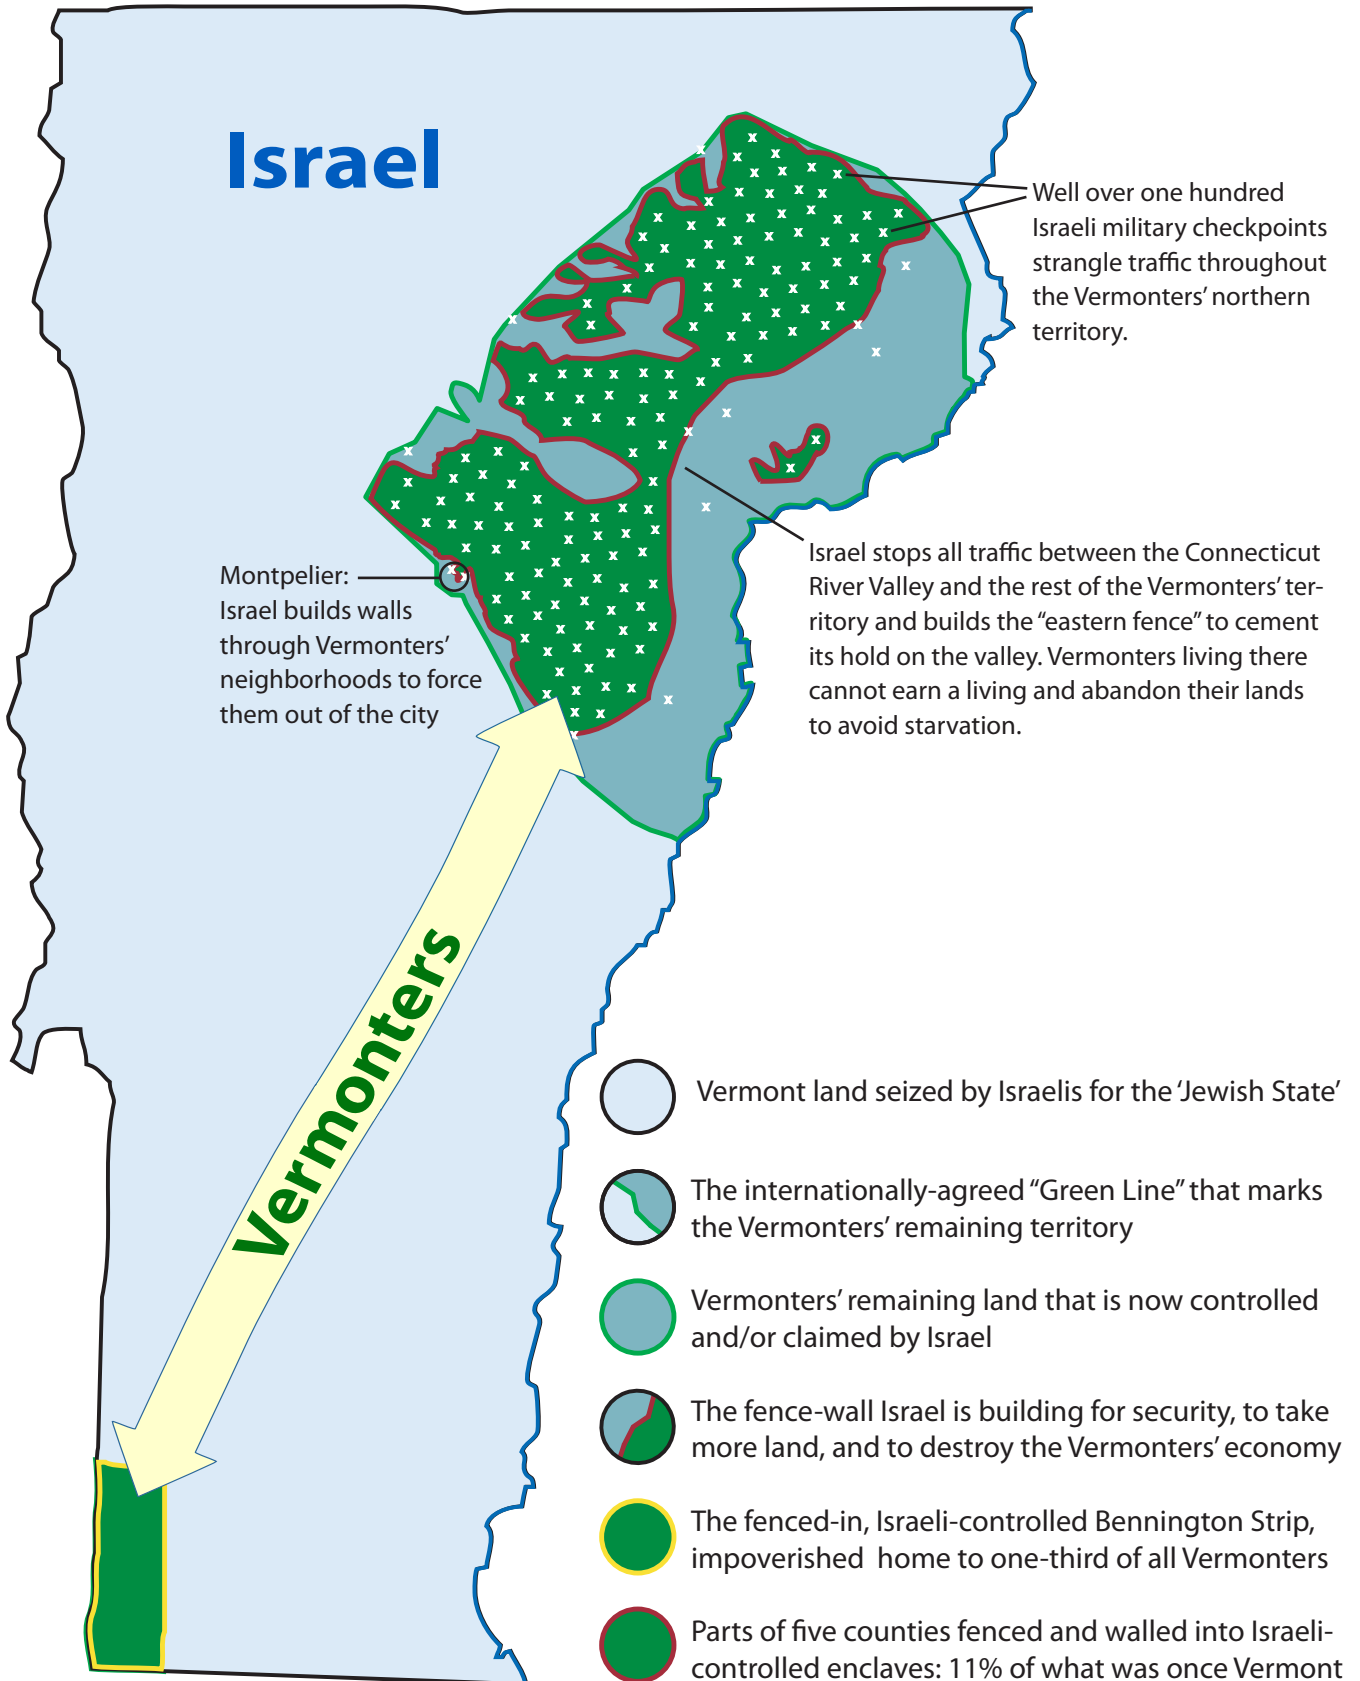 Israel
Well over one hundred
Israeli military checkpoints
strangle traffic throughout
the Vermonters’ northern
territory.
Israel stops all traffic between the Connecticut
River Valley and the rest of the Vermonters’ ter-
ritory and builds the “eastern fence” to cement
its hold on the valley. Vermonters living there
cannot earn a living and abandon their lands
to avoid starvation.
Montpelier:
Israel builds walls
through Vermonters’
neighborhoods to force
them out of the city
Vermonters
Vermont land seized by Israelis for the ‘Jewish State’
The internationally-agreed “Green Line” that marks
the Vermonters’ remaining territory
Vermonters’ remaining land that is now controlled
and/or claimed by Israel
The fence-wall Israel is building for security, to take
more land, and to destroy the Vermonters’ economy
The fenced-in, Israeli-controlled Bennington Strip,
impoverished home to one-third of all Vermonters
Parts of five counties fenced and walled into Israeli-
controlled enclaves: 11% of what was once Vermont